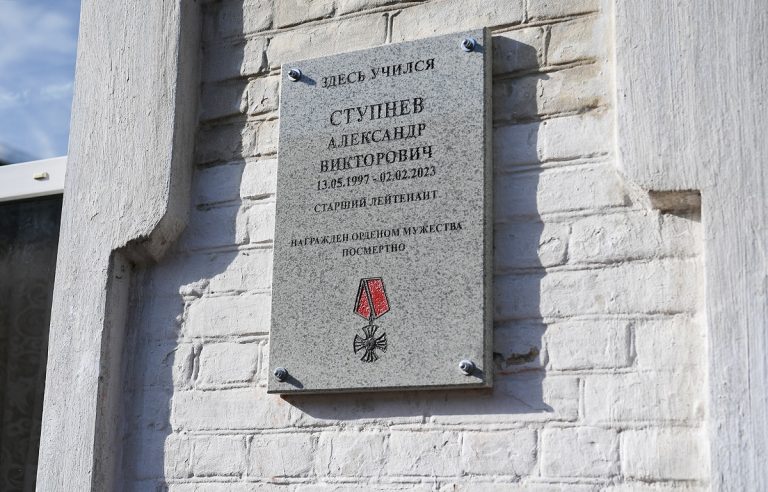 ЗДЕСЬ УЧИЛСЯ
СТУПНЕВ
АЛЕКСАНДР
ВИКТОРОВИЧ
13.05.1997 - 02.02.2023
СТАРШИЙ ЛЕЙТЕНАНТ
НАГРАЖДЕН ОРДЕНОМ МУЖЕСТВА
ПОСМЕРТНО